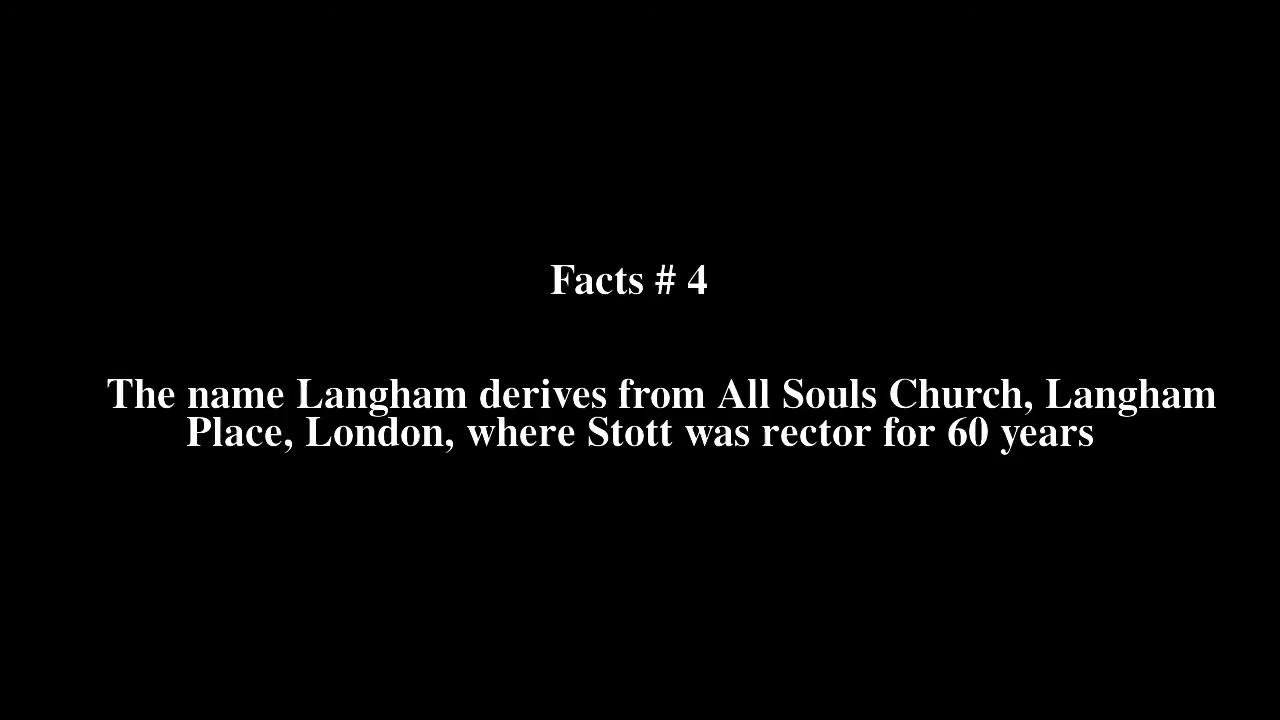 Facts # 4
The name Langham derives from All Souls Church, Langham
Place, London, where Stott was rector for 60 years